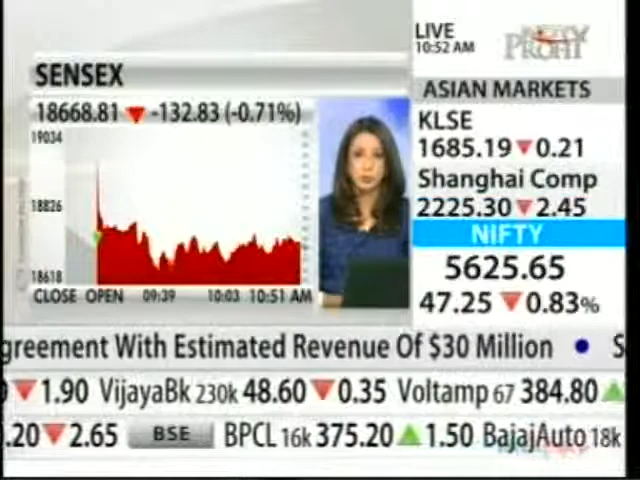 LIVE
10:52 AM
PROFIT
SENSEX
18668.81 ▼ -132.83 (-0.71%)
19034
18826
18618
CLOSE OPEN 09:39 10:03 10:51 AM
ASIAN MARKETS
KLSE
1685.19 ▼ 0.21
Shanghai Comp
2225.30 ▼ 2.45
NIFTY
5625.65
47.25 ▼ 0.83%
greement With Estimated Revenue Of $30 Million • S
▼ 1.90 VijayaBk 230k 48.60 ▼ 0.35 Voltamp 67 384.80 ▲
.20 ▼ 2.65 BSE BPCL 16k 375.20 ▲ 1.50 BajajAuto 18k